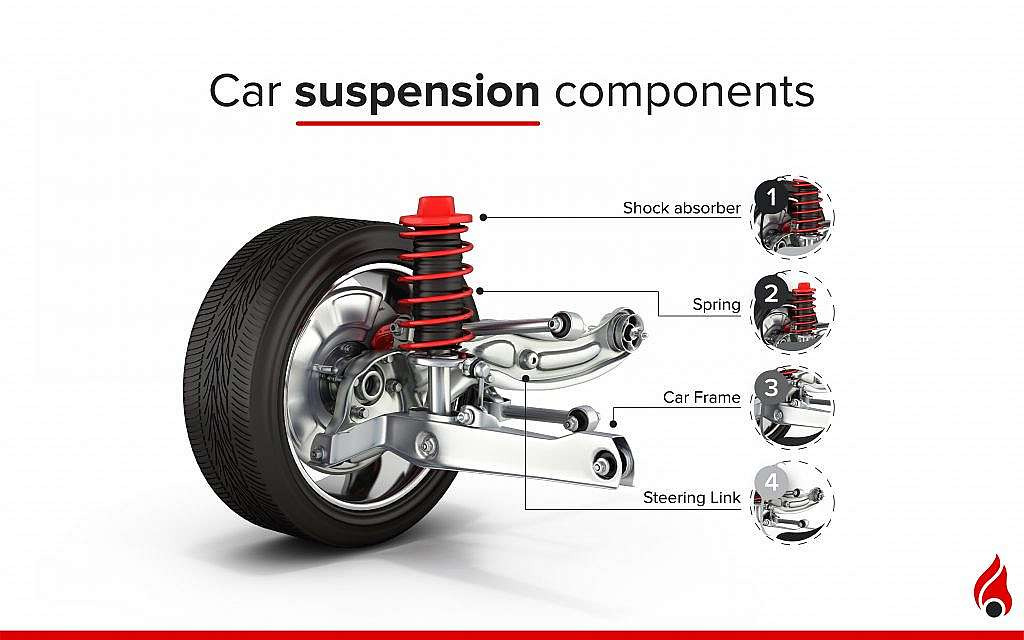 Car suspension components
1
Shock absorber
2
Spring
3
Car Frame
4
Steering Link